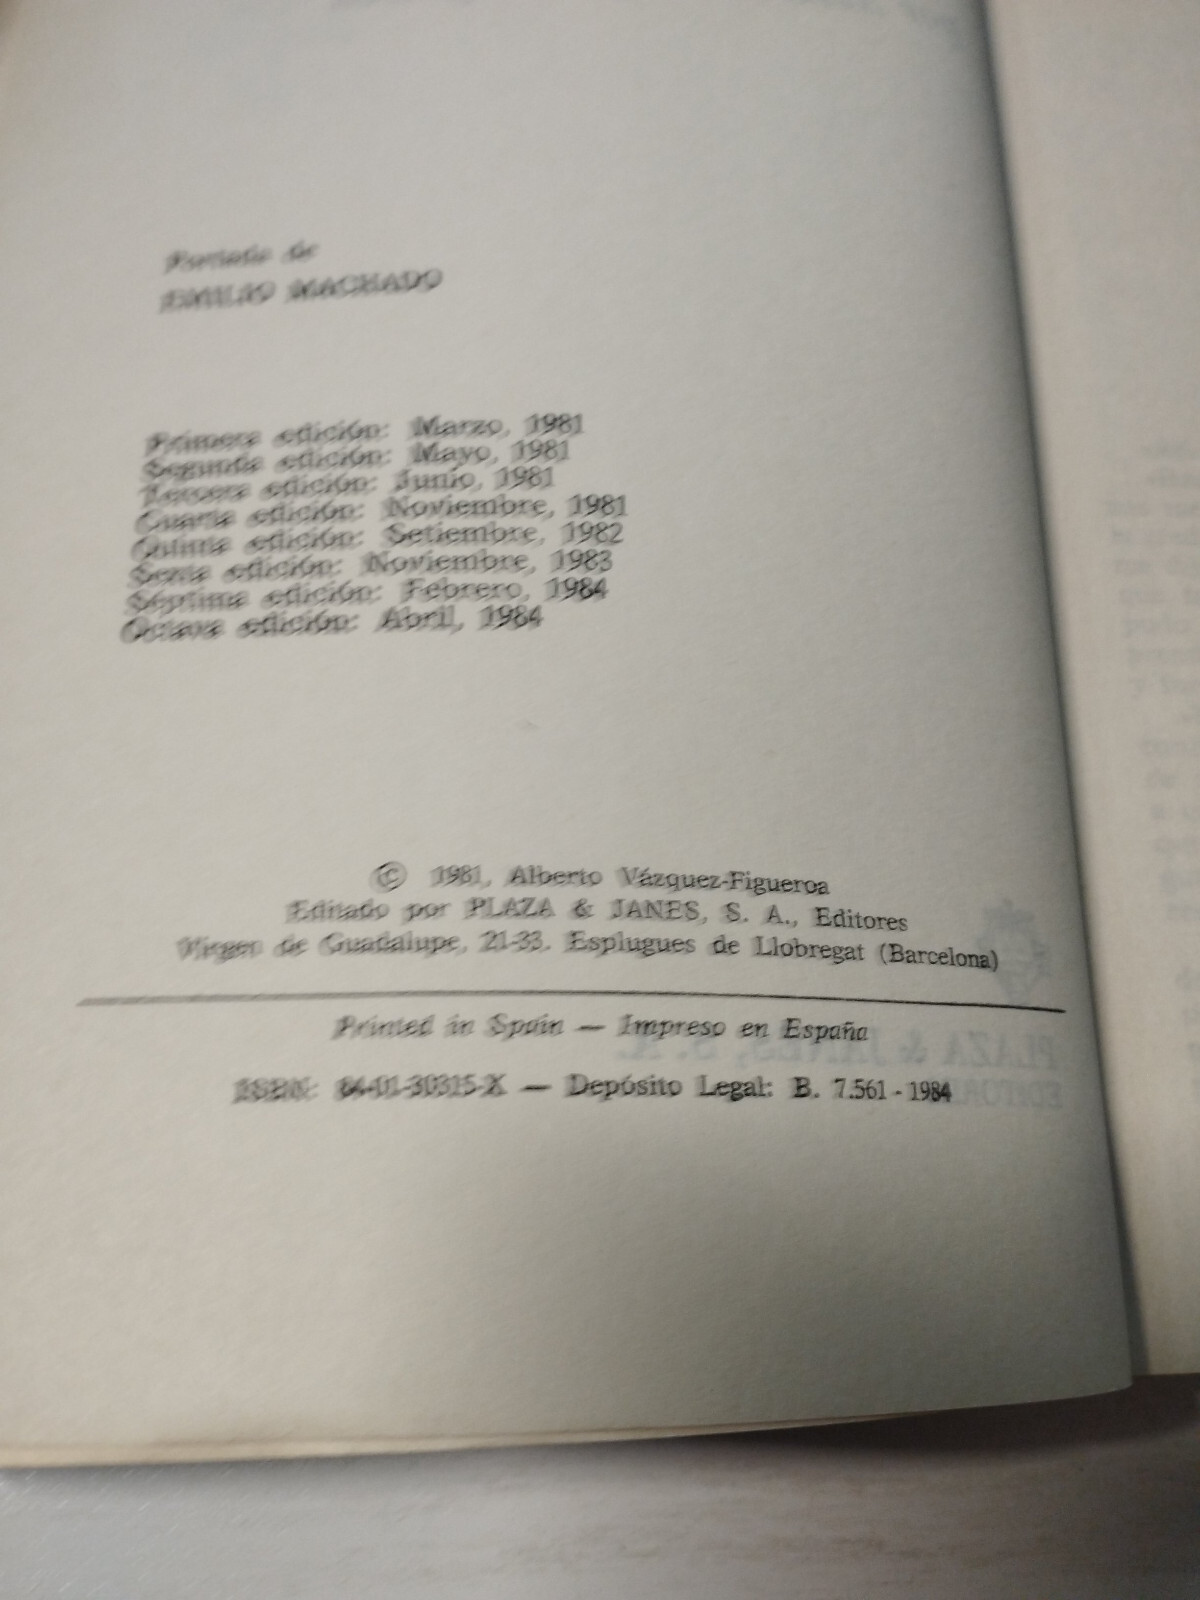 Portada de
EMILIO MACHADO
Primera edición: Marzo, 1981
Segunda edición: Mayo, 1981
Tercera edición: Junio, 1981
Cuarta edición: Noviembre, 1981
Quinta edición: Setiembre, 1982
Sexta edición: Noviembre, 1983
Séptima edición: Febrero, 1984
Octava edición: Abril, 1984
© 1981, Alberto Vázquez-Figueroa
Editado por PLAZA & JANES, S. A., Editores
Virgen de Guadalupe, 21-33. Esplugues de Llobregat (Barcelona)
Printed in Spain — Impreso en España
ISBN: 84-01-30315-X — Depósito Legal: B. 7.561 - 1984
PLAZA & JANES, S. A.